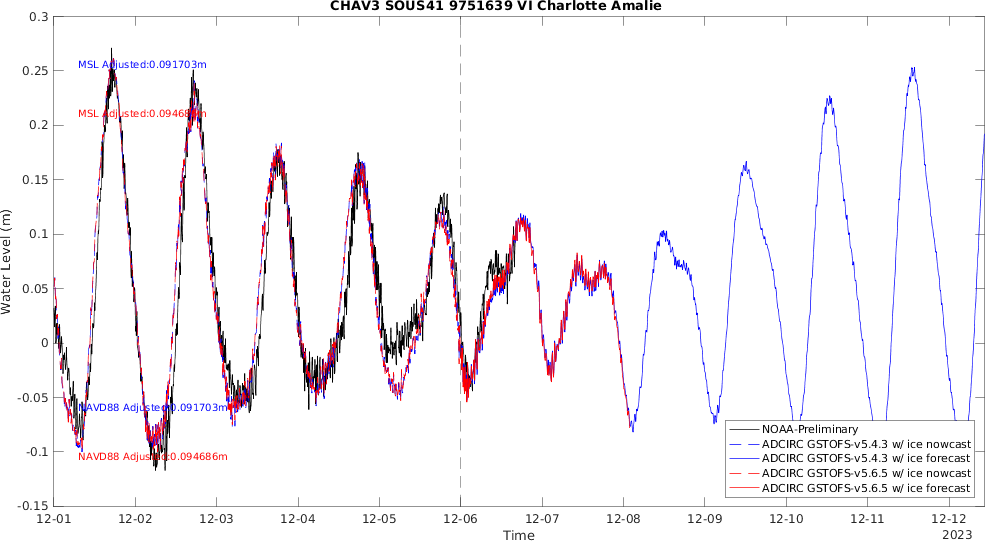 CHAV3 SOUS41 9751639 VI Charlotte Amalie
0.3
0.25
0.2
0.15
0.1
0.05
0
-0.05
-0.1
-0.15
Water Level (m)
MSL Adjusted:0.091703m
MSL Adjusted:0.094686m
NAVD88 Adjusted:0.091703m
NAVD88 Adjusted:0.094686m
NOAA-Preliminary
ADCIRC GSTOFS-v5.4.3 w/ ice nowcast
ADCIRC GSTOFS-v5.4.3 w/ ice forecast
ADCIRC GSTOFS-v5.6.5 w/ ice nowcast
ADCIRC GSTOFS-v5.6.5 w/ ice forecast
12-01 12-02 12-03 12-04 12-05 12-06 12-07 12-08 12-09 12-10 12-11 12-12
Time
2023